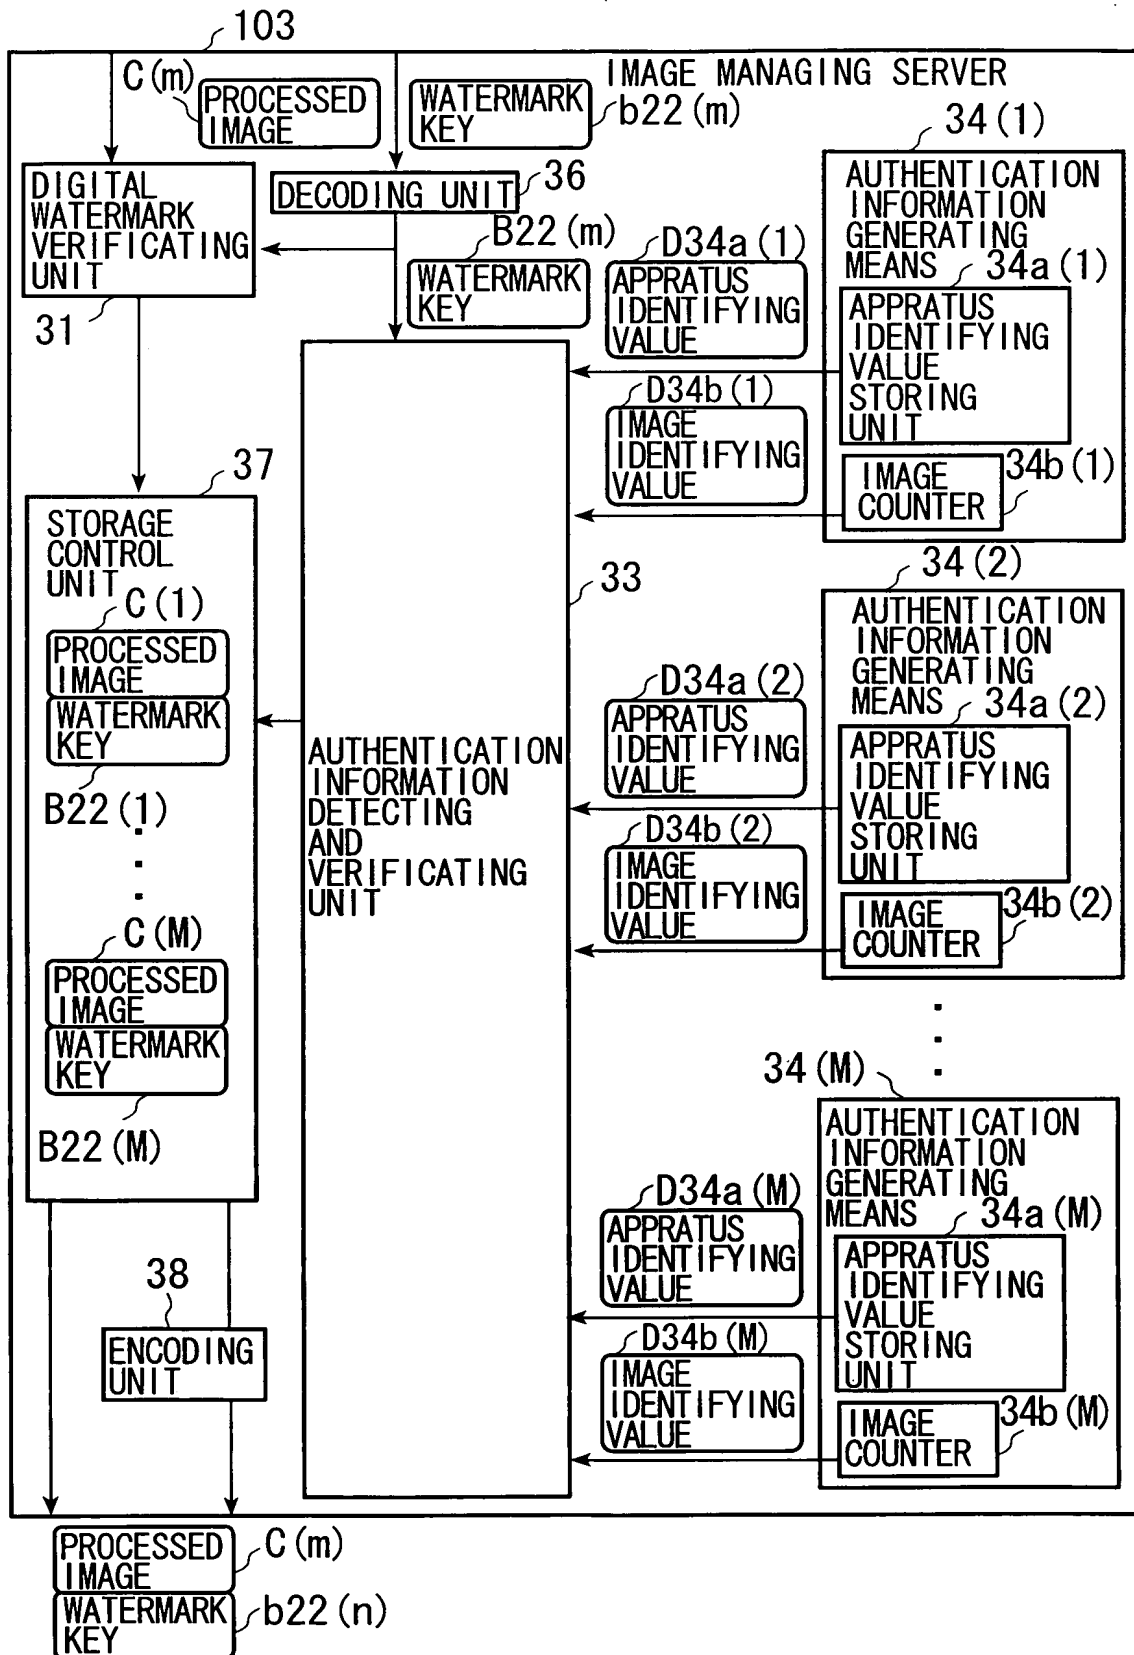 103
IMAGE MANAGING SERVER
C(m)
PROCESSED
IMAGE
WATERMARK
KEY
b22(m)
34(1)
DIGITAL
WATERMARK
VERIFICATING
UNIT
31
DECODING UNIT
36
B22(m)
WATERMARK
KEY
D34a(1)
APPRATUS
IDENTIFYING
VALUE
D34b(1)
IMAGE
IDENTIFYING
VALUE
AUTHENTICATION
INFORMATION
GENERATING
MEANS
34a(1)
APPRATUS
IDENTIFYING
VALUE
STORING
UNIT
IMAGE
COUNTER
34b(1)
37
STORAGE
CONTROL
UNIT
C(1)
PROCESSED
IMAGE
WATERMARK
KEY
B22(1)
C(M)
PROCESSED
IMAGE
WATERMARK
KEY
B22(M)
33
AUTHENTICATION
INFORMATION
DETECTING
AND
VERIFICATING
UNIT
34(2)
D34a(2)
APPRATUS
IDENTIFYING
VALUE
D34b(2)
IMAGE
IDENTIFYING
VALUE
AUTHENTICATION
INFORMATION
GENERATING
MEANS
34a(2)
APPRATUS
IDENTIFYING
VALUE
STORING
UNIT
IMAGE
COUNTER
34b(2)
34(M)
D34a(M)
APPRATUS
IDENTIFYING
VALUE
D34b(M)
IMAGE
IDENTIFYING
VALUE
AUTHENTICATION
INFORMATION
GENERATING
MEANS
34a(M)
APPRATUS
IDENTIFYING
VALUE
STORING
UNIT
IMAGE
COUNTER
34b(M)
38
ENCODING
UNIT
PROCESSED
IMAGE
C(m)
WATERMARK
KEY
b22(n)